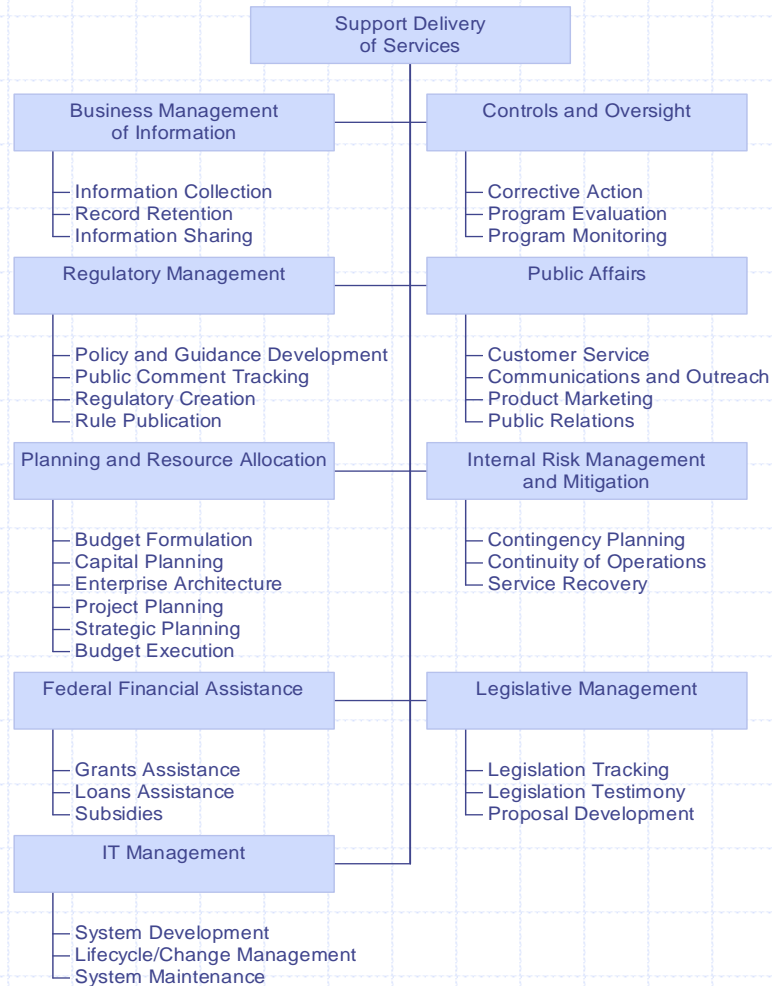 Support Delivery
of Services
Business Management
of Information
Information Collection
Record Retention
Information Sharing
Controls and Oversight
Corrective Action
Program Evaluation
Program Monitoring
Regulatory Management
Policy and Guidance Development
Public Comment Tracking
Regulatory Creation
Rule Publication
Public Affairs
Customer Service
Communications and Outreach
Product Marketing
Public Relations
Planning and Resource Allocation
Budget Formulation
Capital Planning
Enterprise Architecture
Project Planning
Strategic Planning
Budget Execution
Internal Risk Management
and Mitigation
Contingency Planning
Continuity of Operations
Service Recovery
Federal Financial Assistance
Grants Assistance
Loans Assistance
Subsidies
Legislative Management
Legislation Tracking
Legislation Testimony
Proposal Development
IT Management
System Development
Lifecycle/Change Management
System Maintenance